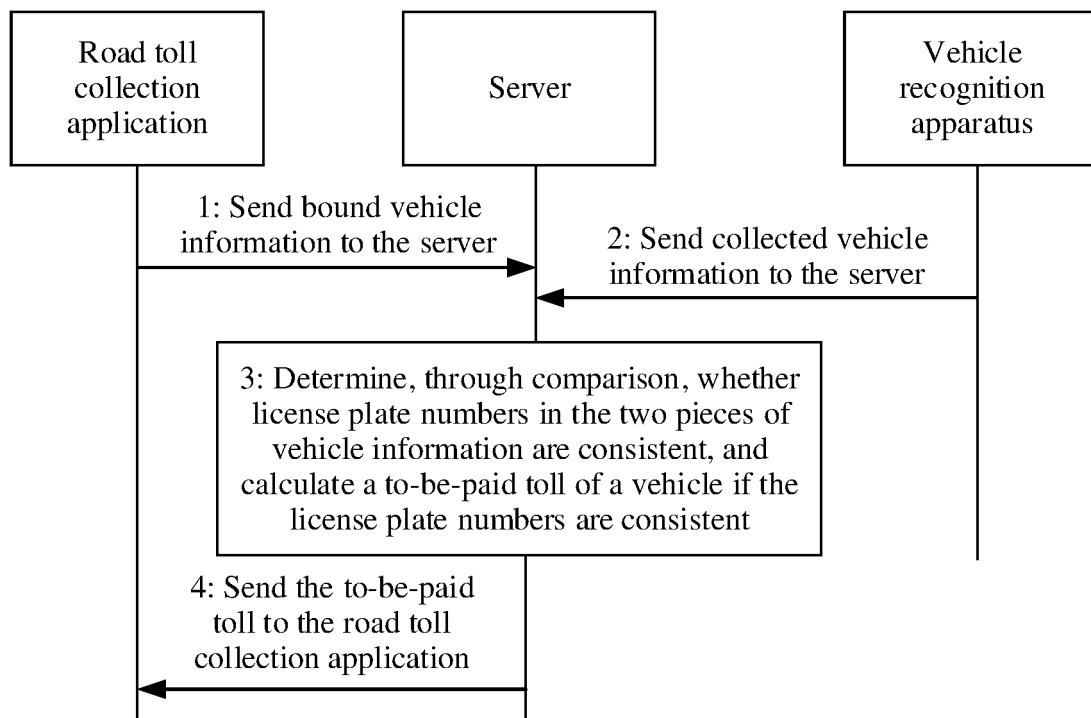 Road toll
collection
application
Server
Vehicle
recognition
apparatus
1: Send bound vehicle
information to the server
2: Send collected vehicle
information to the server
3: Determine, through comparison, whether
license plate numbers in the two pieces of
vehicle information are consistent, and
calculate a to-be-paid toll of a vehicle if the
license plate numbers are consistent
4: Send the to-be-paid
toll to the road toll
collection application